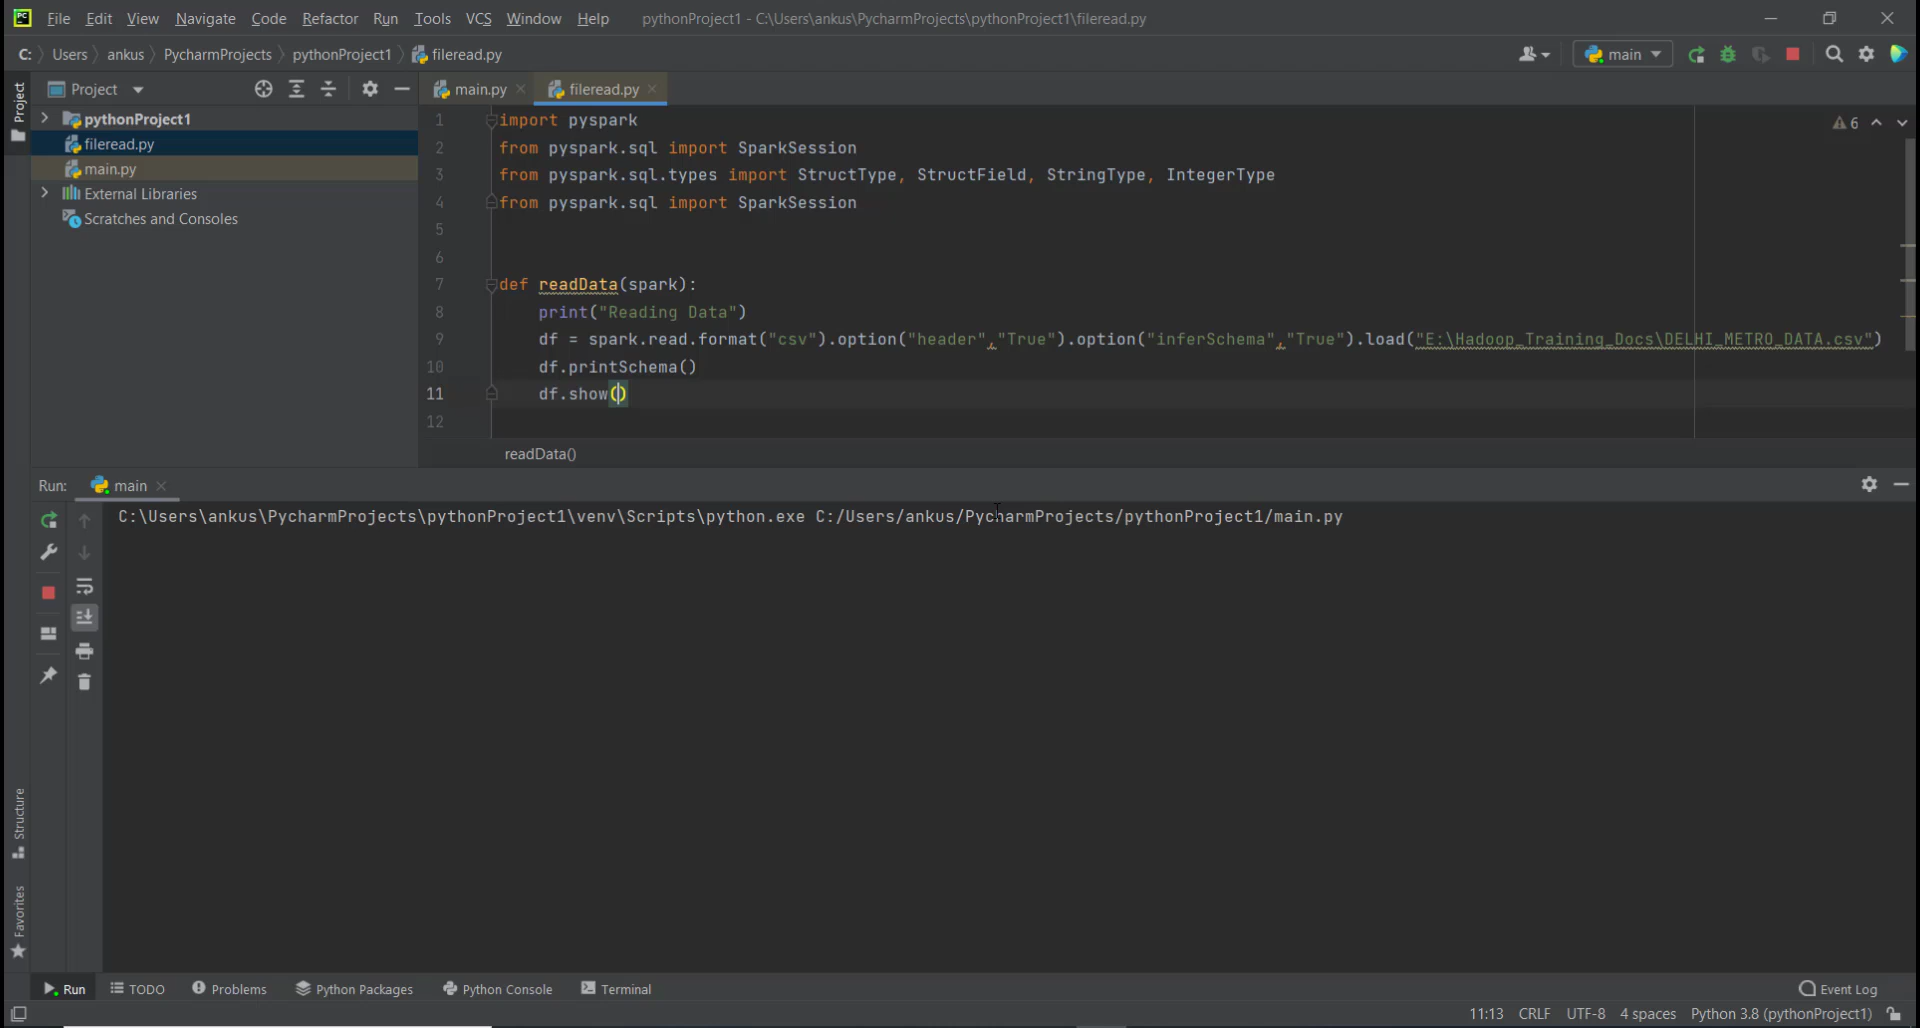 PC File Edit View Navigate Code Refactor Run Tools VCS Window Help pythonProject1 - C:\Users\ankus\PycharmProjects\pythonProject1\fileread.py
C: Users ankus PycharmProjects pythonProject1 fileread.py main
Project
Project main.py fileread.py
pythonProject1
fileread.py
main.py
External Libraries
Scratches and Consoles
1 import pyspark 6
2 from pyspark.sql import SparkSession
3 from pyspark.sql.types import StructType, StructField, StringType, IntegerType
4 from pyspark.sql import SparkSession
5
6
7 def readData(spark):
8 print("Reading Data")
9 df = spark.read.format("csv").option("header","True").option("inferSchema","True").load("E:\Hadoop_Training_Docs\DELHI_METRO_DATA.csv")
10 df.printSchema()
11 df.show()
12
readData()
Run: main
C:\Users\ankus\PycharmProjects\pythonProject1\venv\Scripts\python.exe C:/Users/ankus/PycharmProjects/pythonProject1/main.py
Structure
Favorites
Run TODO Problems Python Packages Python Console Terminal Event Log
11:13 CRLF UTF-8 4 spaces Python 3.8 (pythonProject1)